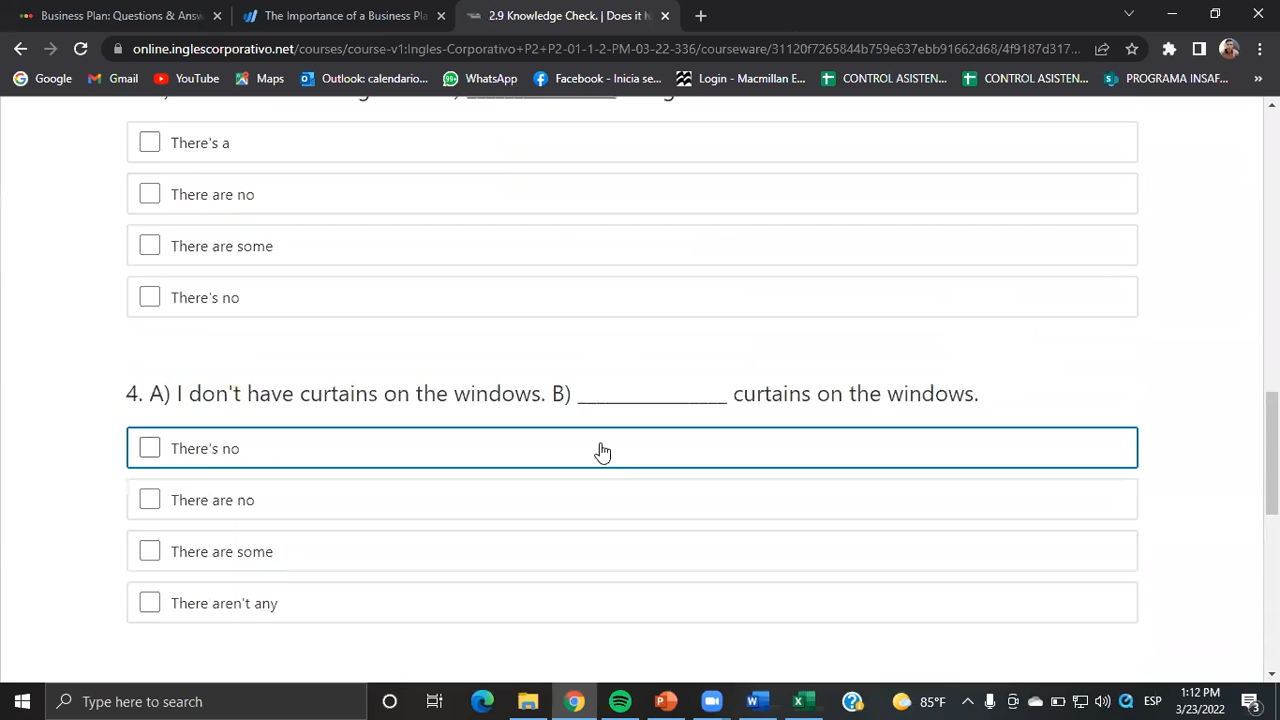 Business Plan: Questions & Answ
The Importance of a Business Pla
2.9 Knowledge Check. | Does it h
online.inglescorporativo.net/courses/course-v1:Ingles-Corporativo+P2+P2-01-1-2-PM-03-22-336/courseware/31120f7265844b759e637ebb91662d68/4f9187d317...
Google
Gmail
YouTube
Maps
Outlook: calendario...
WhatsApp
Facebook - Inicia se...
Login - Macmillan E...
CONTROL ASISTEN...
CONTROL ASISTEN...
PROGRAMA INSAF...
»
There's a
There are no
There are some
There's no
4. A) I don't have curtains on the windows. B) ________________ curtains on the windows.
There's no
There are no
There are some
There aren't any
Type here to search
85°F
ESP
1:12 PM
3/23/2022
3